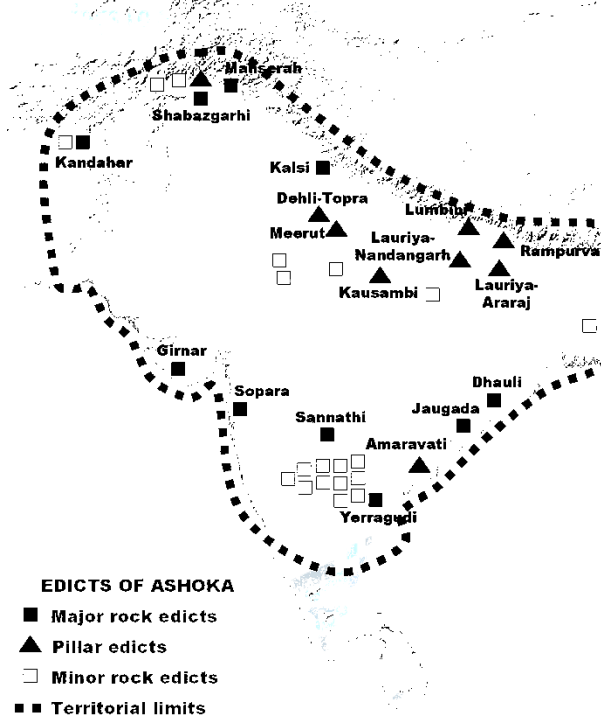 Manserah
Shabazgarhi
Kandahar
Kalsi
Dehli-Topra
Lumbini
Meerut
Lauriya-
Nandangarh
Rampurva
Kausambi
Lauriya-
Araraj
Girnar
Sopara
Dhauli
Sannathi
Jaugada
Amaravati
Yerragudi
EDICTS OF ASHOKA
Major rock edicts
Pillar edicts
Minor rock edicts
Territorial limits